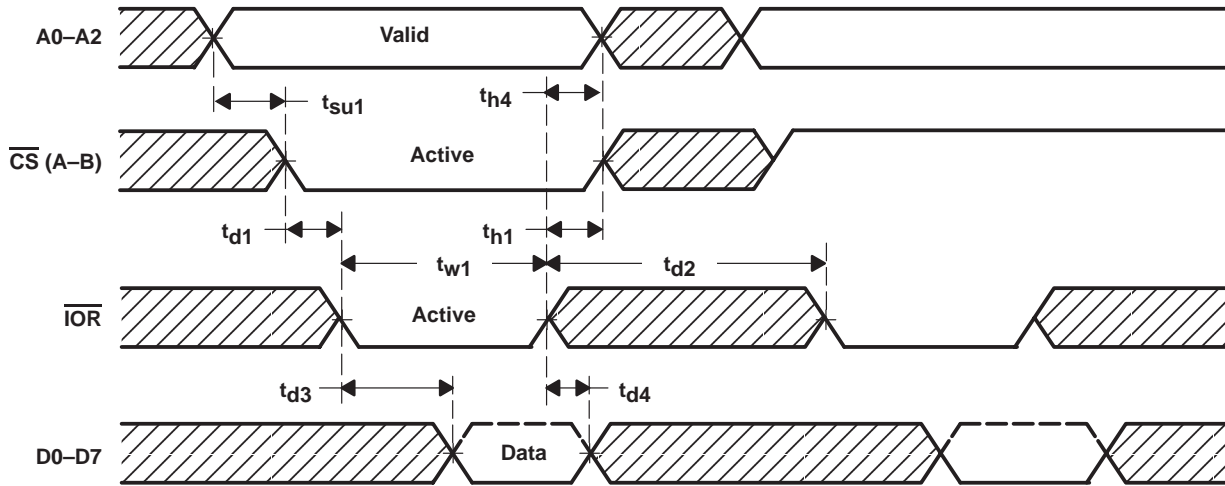 A0–A2
Valid
tsu1
th4
CS (A–B)
Active
td1
th1
tw1
td2
IOR
Active
td3
td4
D0–D7
Data